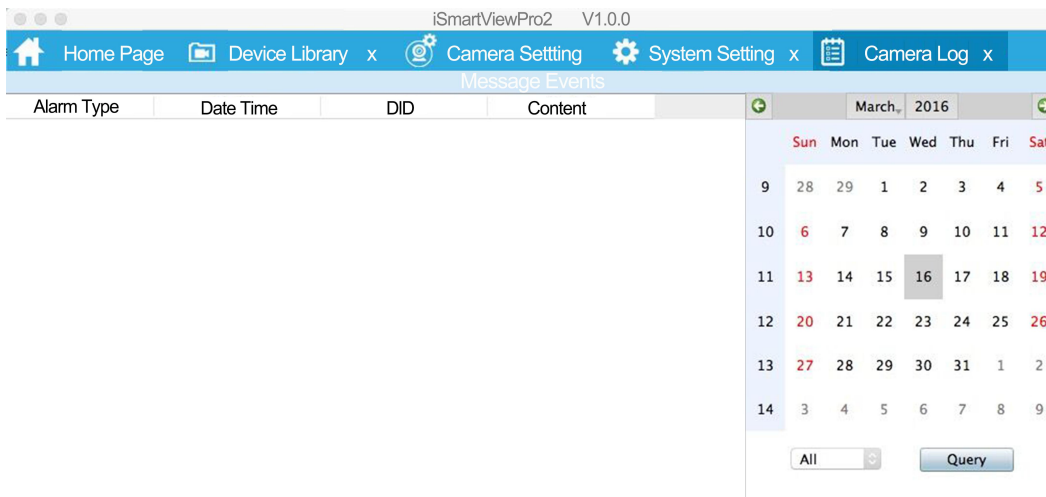 iSmartViewPro2 V1.0.0
Home Page Device Library x Camera Settting System Setting x Camera Log x
Message Events
Alarm Type Date Time DID Content March 2016
Sun Mon Tue Wed Thu Fri Sat
9 28 29 1 2 3 4 5
10 6 7 8 9 10 11 12
11 13 14 15 16 17 18 19
12 20 21 22 23 24 25 26
13 27 28 29 30 31 1 2
14 3 4 5 6 7 8 9
All Query